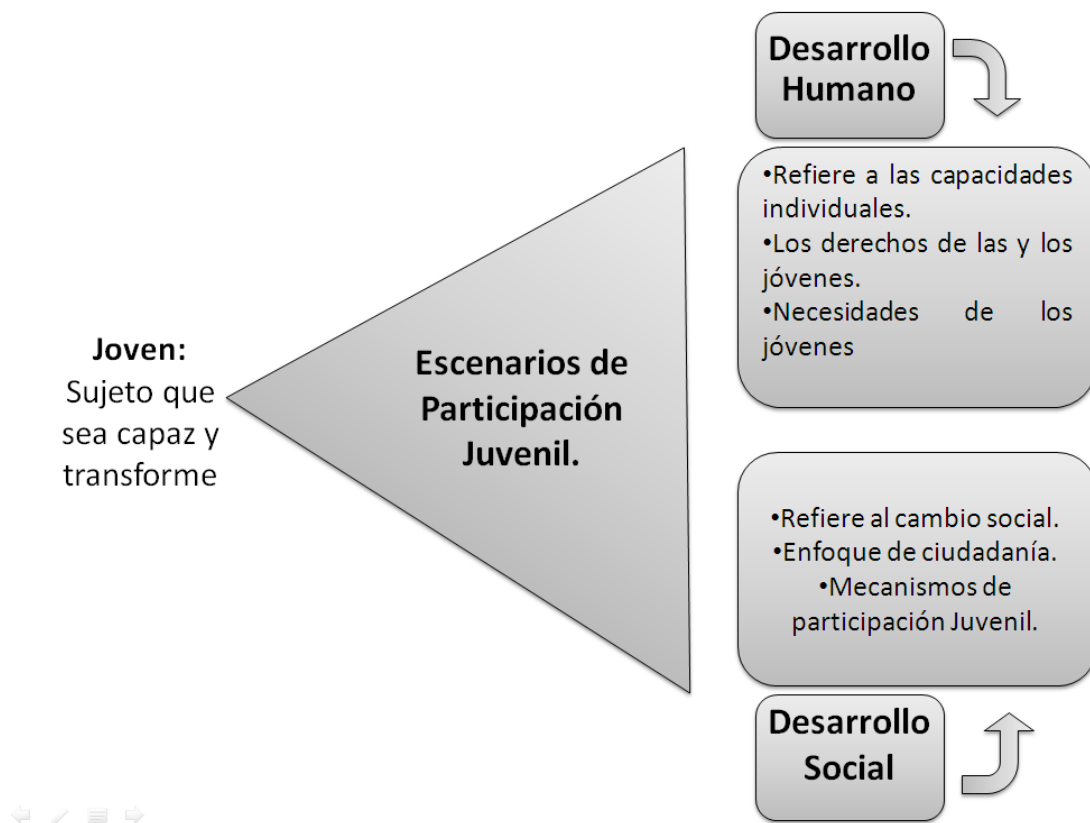 Desarrollo
Humano
•Refiere a las capacidades
individuales.
•Los derechos de las y los
jóvenes.
•Necesidades de los
jóvenes
Joven:
Sujeto que
sea capaz y
transforme
Escenarios de
Participación
Juvenil.
•Refiere al cambio social.
•Enfoque de ciudadanía.
•Mecanismos de
participación Juvenil.
Desarrollo
Social